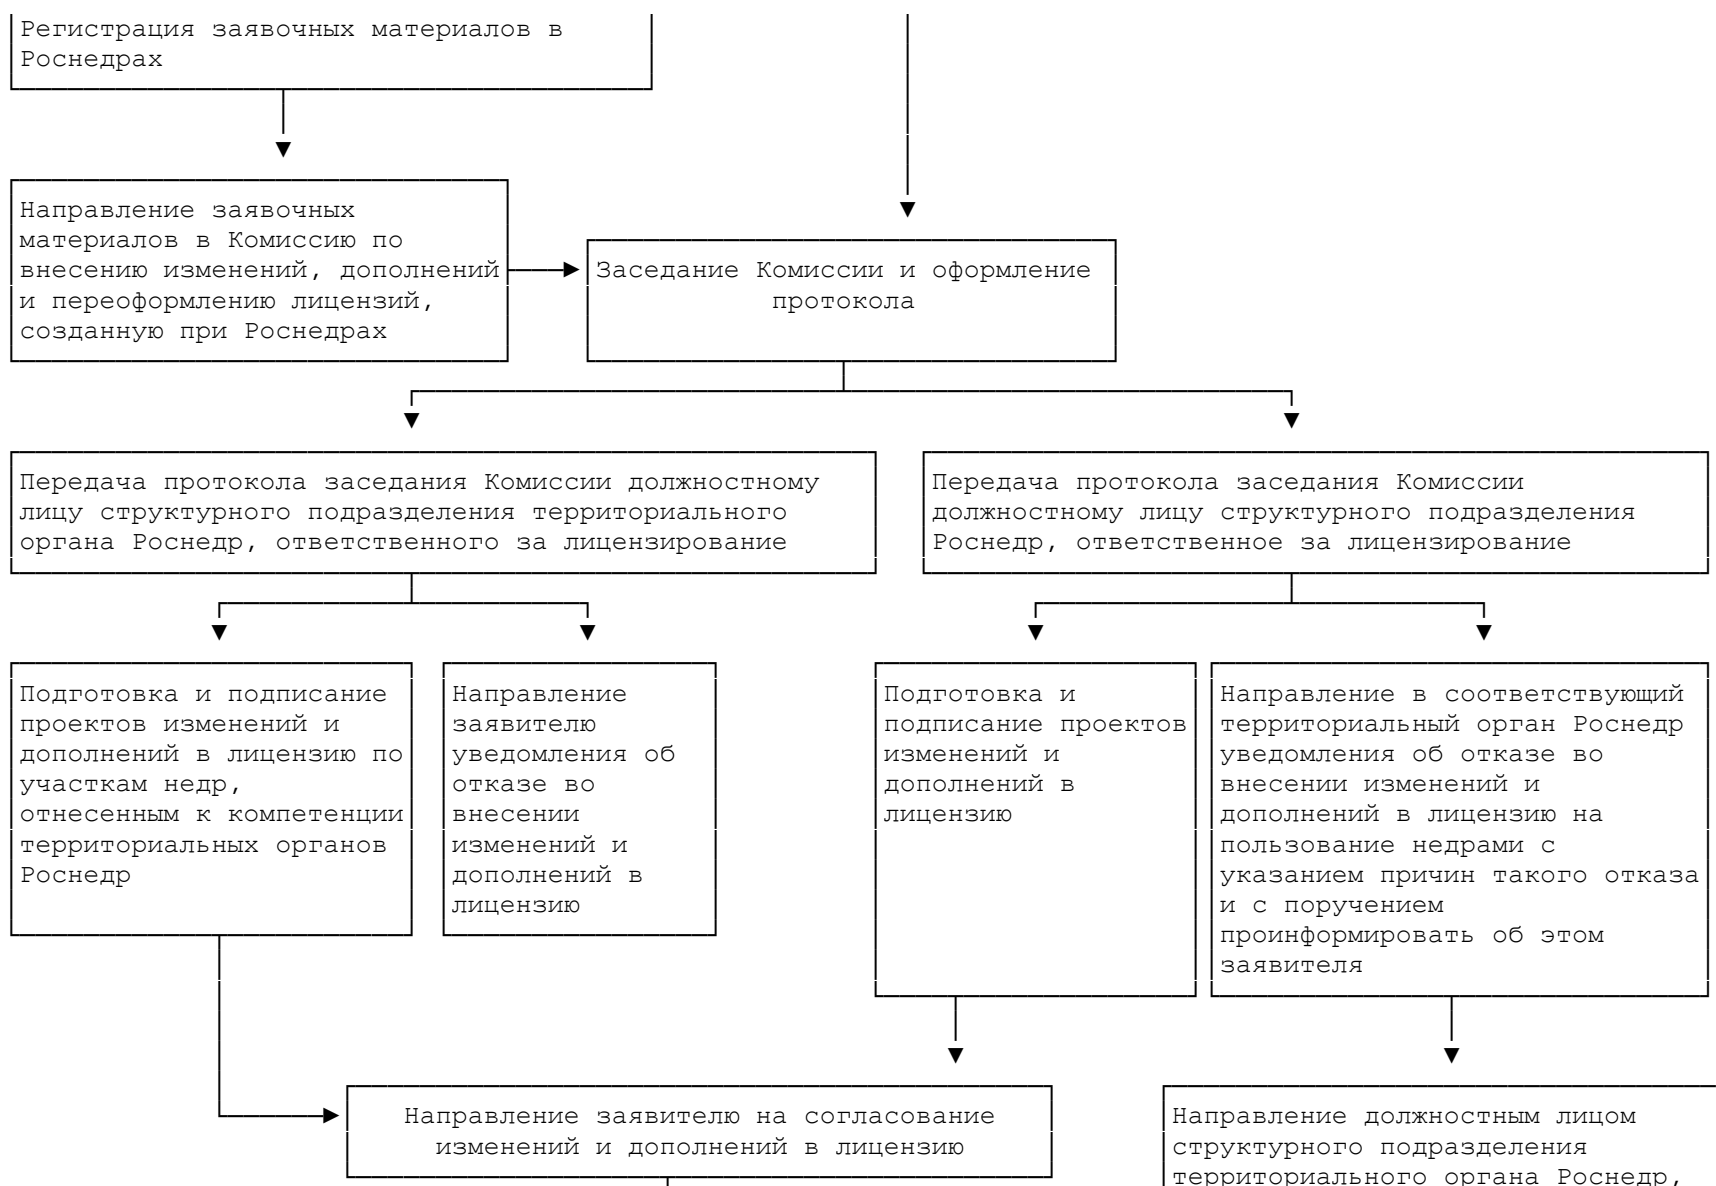 Регистрация заявочных материалов в
Роснедрах
Направление заявочных
материалов в Комиссию по
внесению изменений, дополнений
и переоформлению лицензий,
созданную при Роснедрах
Заседание Комиссии и оформление
протокола
Передача протокола заседания Комиссии должностному
лицу структурного подразделения территориального
органа Роснедр, ответственного за лицензирование
Передача протокола заседания Комиссии
должностному лицу структурного подразделения
Роснедр, ответственное за лицензирование
Подготовка и подписание
проектов изменений и
дополнений в лицензию по
участкам недр,
отнесенным к компетенции
территориальных органов
Роснедр
Направление
заявителю
уведомления об
отказе во
внесении
изменений и
дополнений в
лицензию
Подготовка и
подписание проектов
изменений и
дополнений в
лицензию
Направление в соответствующий
территориальный орган Роснедр
уведомления об отказе во
внесении изменений и
дополнений в лицензию на
пользование недрами с
указанием причин такого отказа
и с поручением
проинформировать об этом
заявителя
Направление заявителю на согласование
изменений и дополнений в лицензию
Направление должностным лицом
структурного подразделения
территориального органа Роснедр,